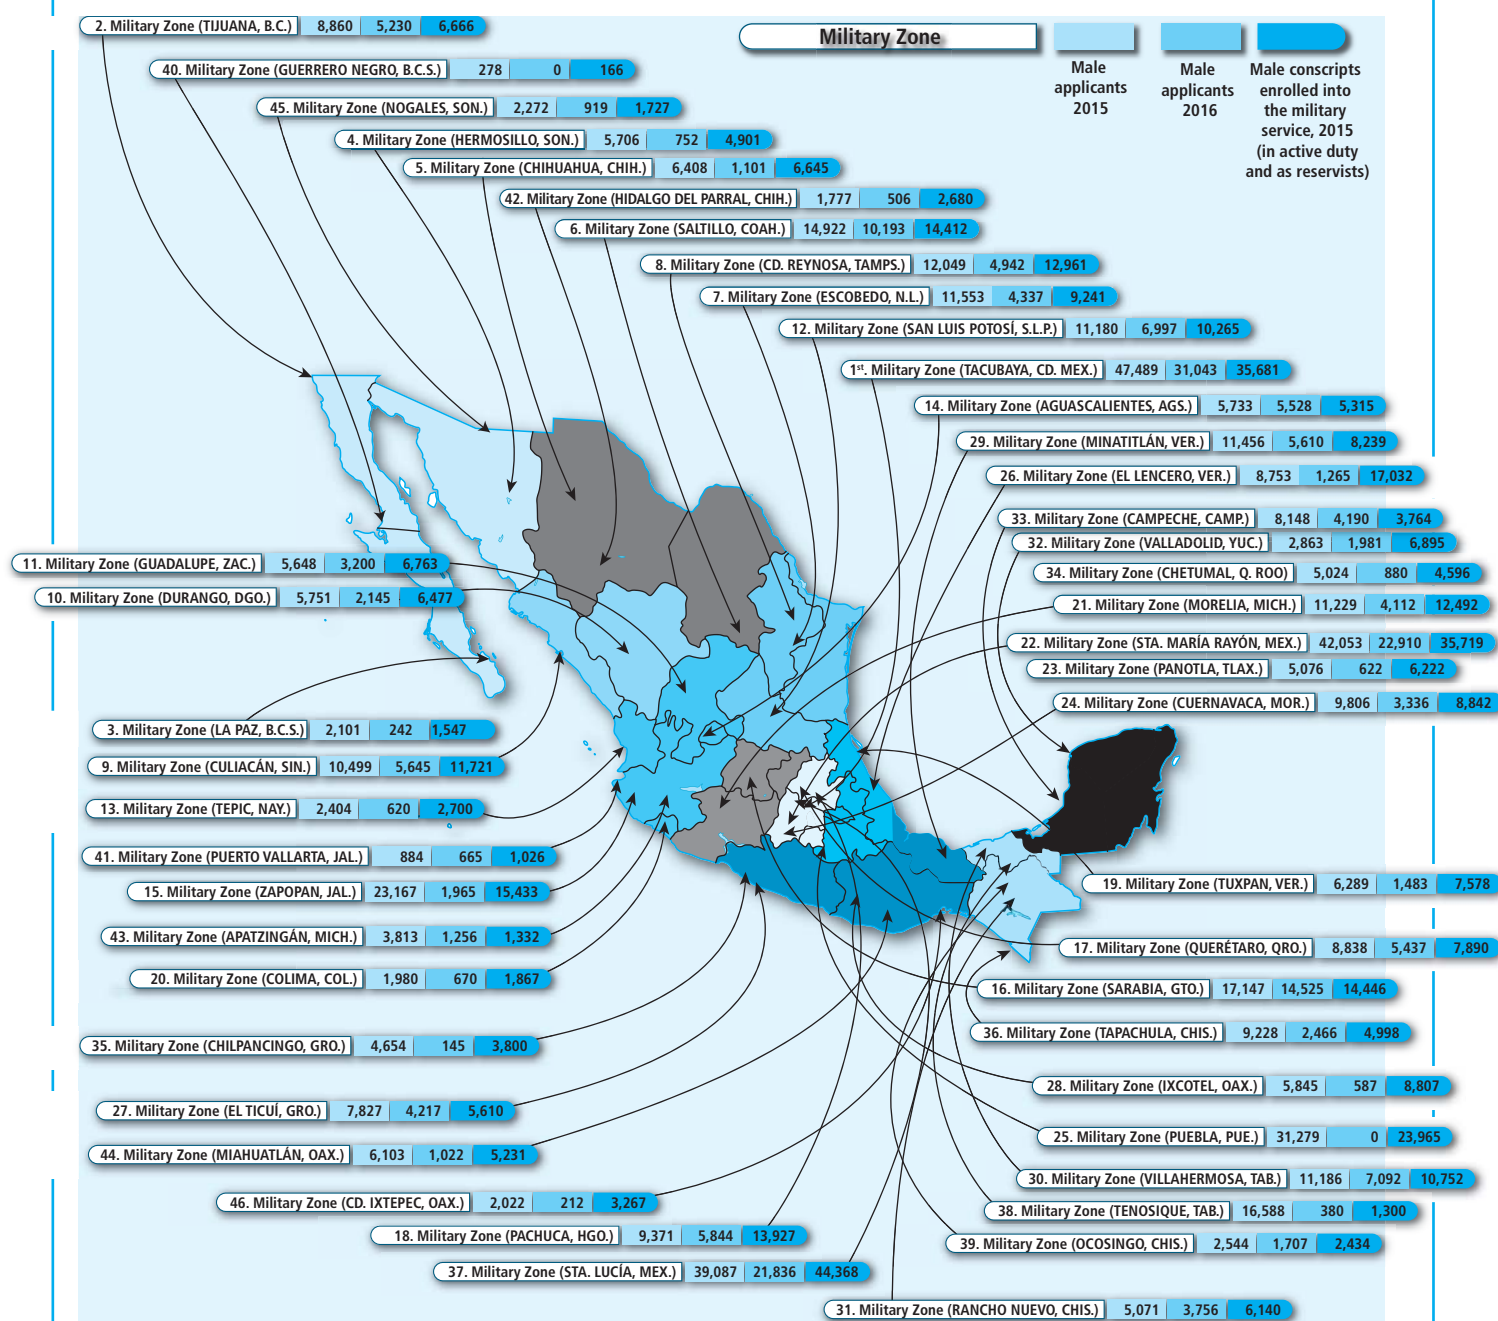 2. Military Zone (TIJUANA, B.C.) 8,860 5,230 6,666
Military Zone
Male applicants 2015
Male applicants 2016
Male conscripts enrolled into the military service, 2015 (in active duty and as reservists)
40. Military Zone (GUERRERO NEGRO, B.C.S.) 278 0 166
45. Military Zone (NOGALES, SON.) 2,272 919 1,727
4. Military Zone (HERMOSILLO, SON.) 5,706 752 4,901
5. Military Zone (CHIHUAHUA, CHIH.) 6,408 1,101 6,645
42. Military Zone (HIDALGO DEL PARRAL, CHIH.) 1,777 506 2,680
6. Military Zone (SALTILLO, COAH.) 14,922 10,193 14,412
8. Military Zone (CD. REYNOSA, TAMPS.) 12,049 4,942 12,961
7. Military Zone (ESCOBEDO, N.L.) 11,553 4,337 9,241
12. Military Zone (SAN LUIS POTOSÍ, S.L.P.) 11,180 6,997 10,265
1st. Military Zone (TACUBAYA, CD. MEX.) 47,489 31,043 35,681
14. Military Zone (AGUASCALIENTES, AGS.) 5,733 5,528 5,315
29. Military Zone (MINATITLÁN, VER.) 11,456 5,610 8,239
26. Military Zone (EL LENCERO, VER.) 8,753 1,265 17,032
33. Military Zone (CAMPECHE, CAMP.) 8,148 4,190 3,764
32. Military Zone (VALLADOLID, YUC.) 2,863 1,981 6,895
11. Military Zone (GUADALUPE, ZAC.) 5,648 3,200 6,763
34. Military Zone (CHETUMAL, Q. ROO) 5,024 880 4,596
10. Military Zone (DURANGO, DGO.) 5,751 2,145 6,477
21. Military Zone (MORELIA, MICH.) 11,229 4,112 12,492
22. Military Zone (STA. MARÍA RAYÓN, MEX.) 42,053 22,910 35,719
23. Military Zone (PANOTLA, TLAX.) 5,076 622 6,222
24. Military Zone (CUERNAVACA, MOR.) 9,806 3,336 8,842
3. Military Zone (LA PAZ, B.C.S.) 2,101 242 1,547
9. Military Zone (CULIACÁN, SIN.) 10,499 5,645 11,721
13. Military Zone (TEPIC, NAY.) 2,404 620 2,700
41. Military Zone (PUERTO VALLARTA, JAL.) 884 665 1,026
19. Military Zone (TUXPAN, VER.) 6,289 1,483 7,578
15. Military Zone (ZAPOPAN, JAL.) 23,167 1,965 15,433
43. Military Zone (APATZINGÁN, MICH.) 3,813 1,256 1,332
17. Military Zone (QUERÉTARO, QRO.) 8,838 5,437 7,890
20. Military Zone (COLIMA, COL.) 1,980 670 1,867
16. Military Zone (SARABIA, GTO.) 17,147 14,525 14,446
36. Military Zone (TAPACHULA, CHIS.) 9,228 2,466 4,998
35. Military Zone (CHILPANCINGO, GRO.) 4,654 145 3,800
28. Military Zone (IXCOTEL, OAX.) 5,845 587 8,807
27. Military Zone (EL TICUÍ, GRO.) 7,827 4,217 5,610
25. Military Zone (PUEBLA, PUE.) 31,279 0 23,965
44. Military Zone (MIAHUATLÁN, OAX.) 6,103 1,022 5,231
30. Military Zone (VILLAHERMOSA, TAB.) 11,186 7,092 10,752
46. Military Zone (CD. IXTEPEC, OAX.) 2,022 212 3,267
38. Military Zone (TENOSIQUE, TAB.) 16,588 380 1,300
18. Military Zone (PACHUCA, HGO.) 9,371 5,844 13,927
39. Military Zone (OCOSINGO, CHIS.) 2,544 1,707 2,434
37. Military Zone (STA. LUCÍA, MEX.) 39,087 21,836 44,368
31. Military Zone (RANCHO NUEVO, CHIS.) 5,071 3,756 6,140